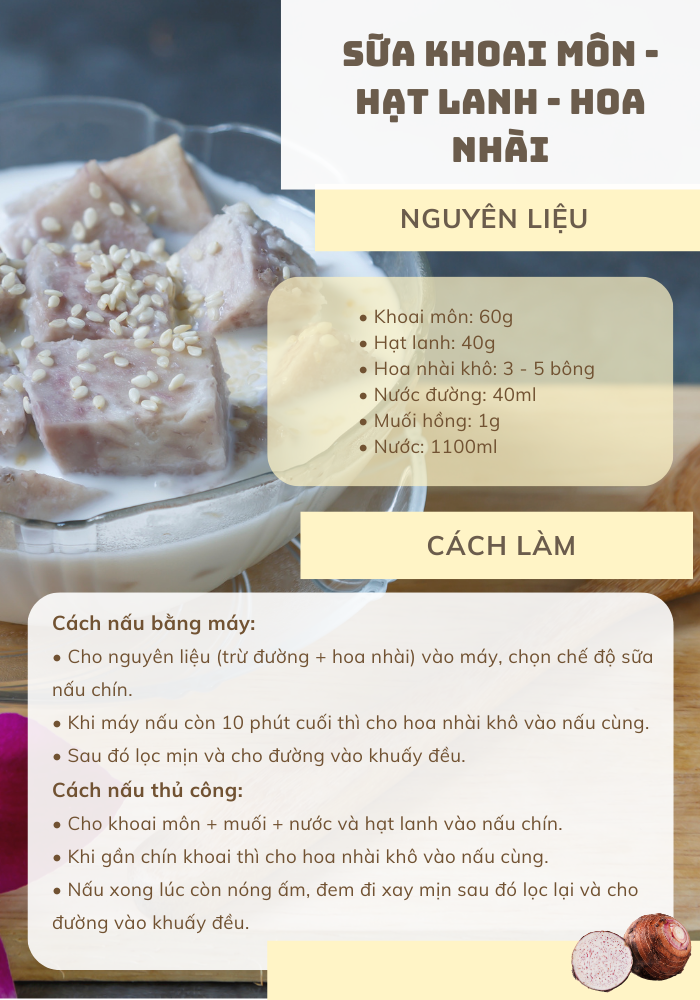 SỮA KHOAI MÔN -
HẠT LANH - HOA
NHÀI
NGUYÊN LIỆU
• Khoai môn: 60g
• Hạt lanh: 40g
• Hoa nhài khô: 3 - 5 bông
• Nước đường: 40ml
• Muối hồng: 1g
• Nước: 1100ml
CÁCH LÀM
Cách nấu bằng máy:
• Cho nguyên liệu (trừ đường + hoa nhài) vào máy, chọn chế độ sữa
nấu chín.
• Khi máy nấu còn 10 phút cuối thì cho hoa nhài khô vào nấu cùng.
• Sau đó lọc mịn và cho đường vào khuấy đều.
Cách nấu thủ công:
• Cho khoai môn + muối + nước và hạt lanh vào nấu chín.
• Khi gần chín khoai thì cho hoa nhài khô vào nấu cùng.
• Nấu xong lúc còn nóng ấm, đem đi xay mịn sau đó lọc lại và cho
đường vào khuấy đều.